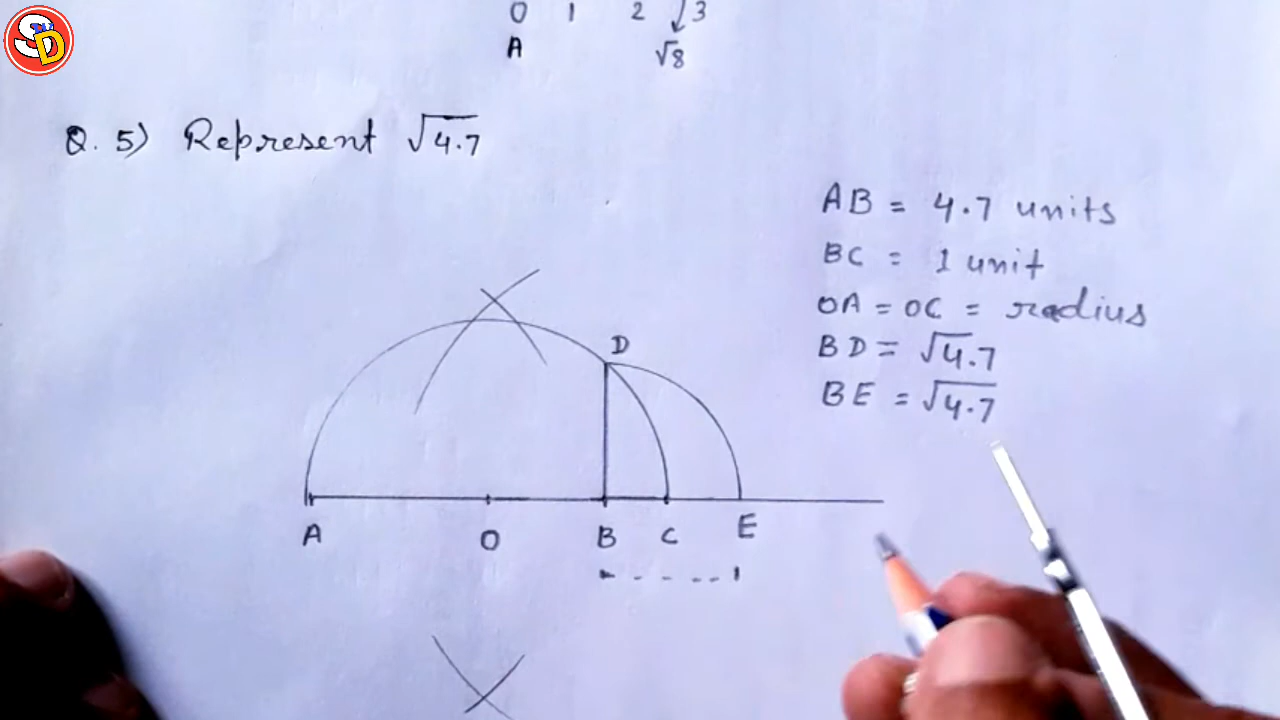 SD
0 1 2 3
A √8
Q. 5) Represent √4.7
AB = 4.7 units
BC = 1 unit
OA = OC = radius
BD = √4.7
BE = √4.7
D
A O B C E